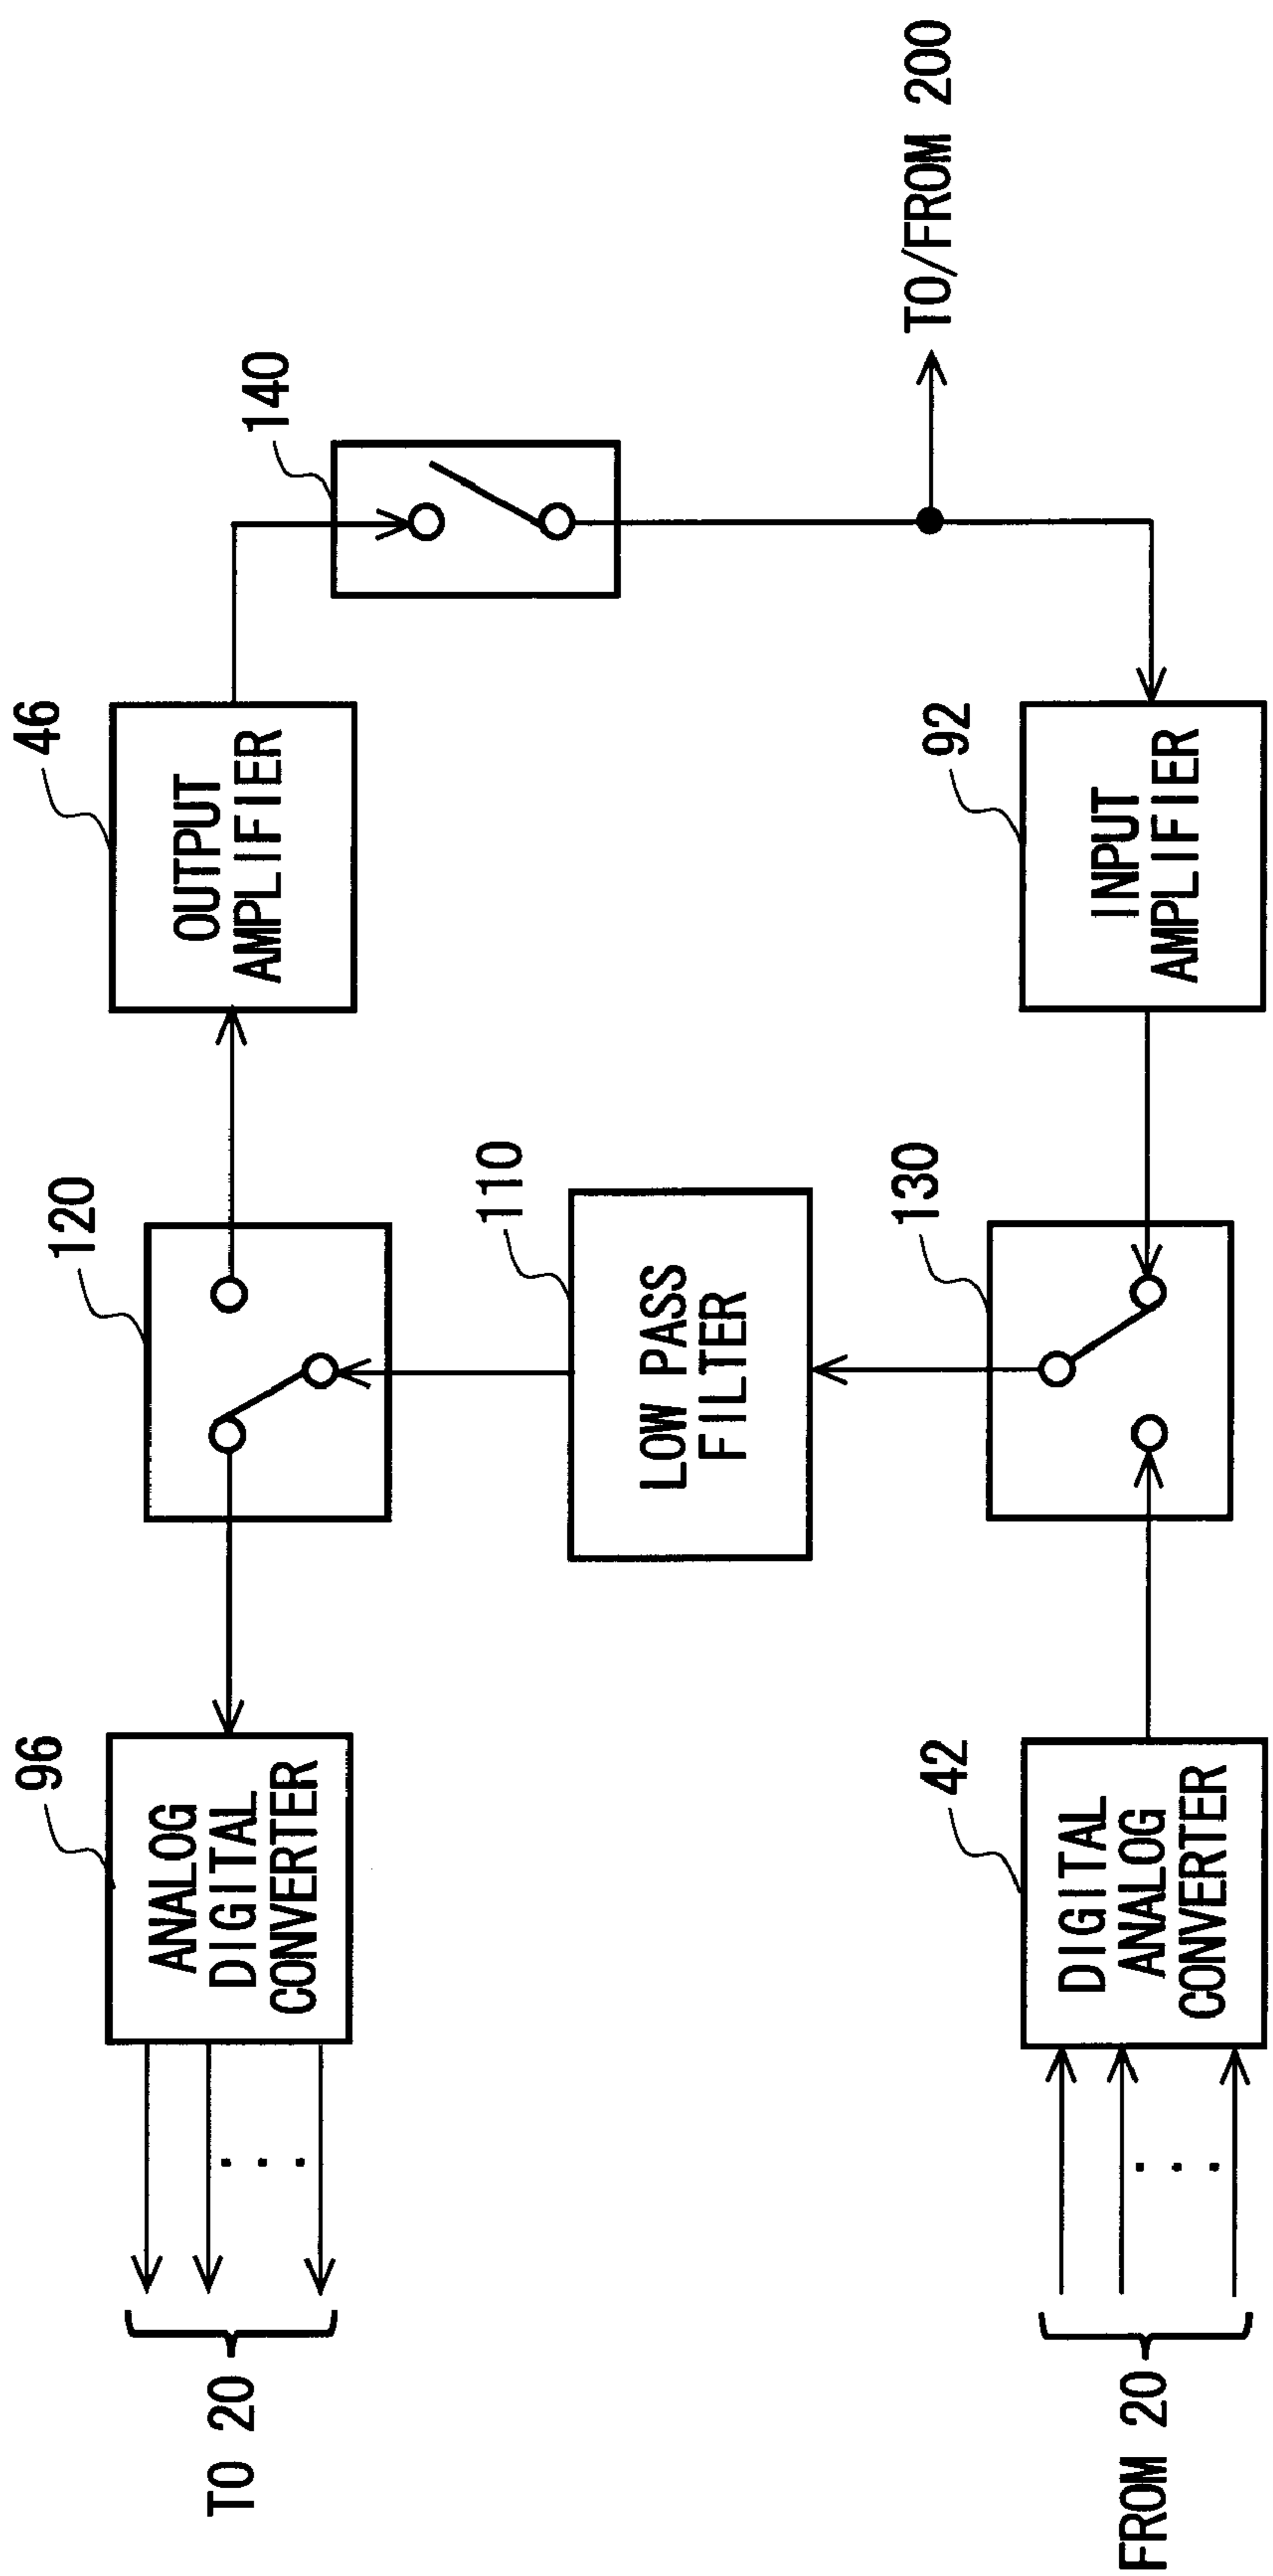 96
ANALOG
DIGITAL
CONVERTER
TO 20
120
46
OUTPUT
AMPLIFIER
140
110
LOW PASS
FILTER
TO/FROM 200
42
DIGITAL
ANALOG
CONVERTER
FROM 20
130
92
INPUT
AMPLIFIER